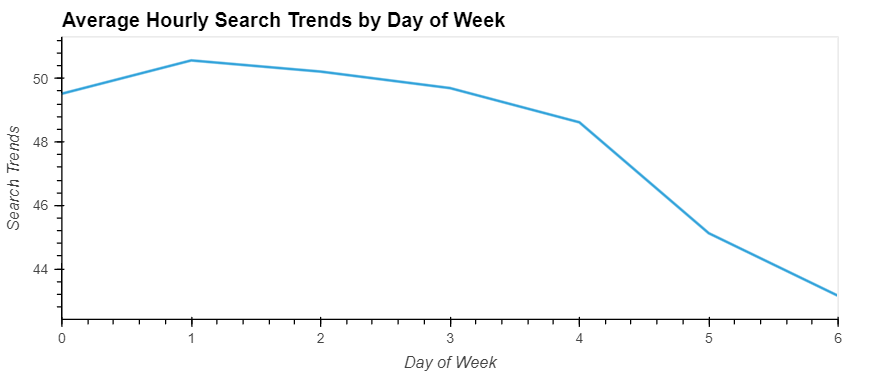 Average Hourly Search Trends by Day of Week
Search Trends
50
48
46
44
0 1 2 3 4 5 6
Day of Week